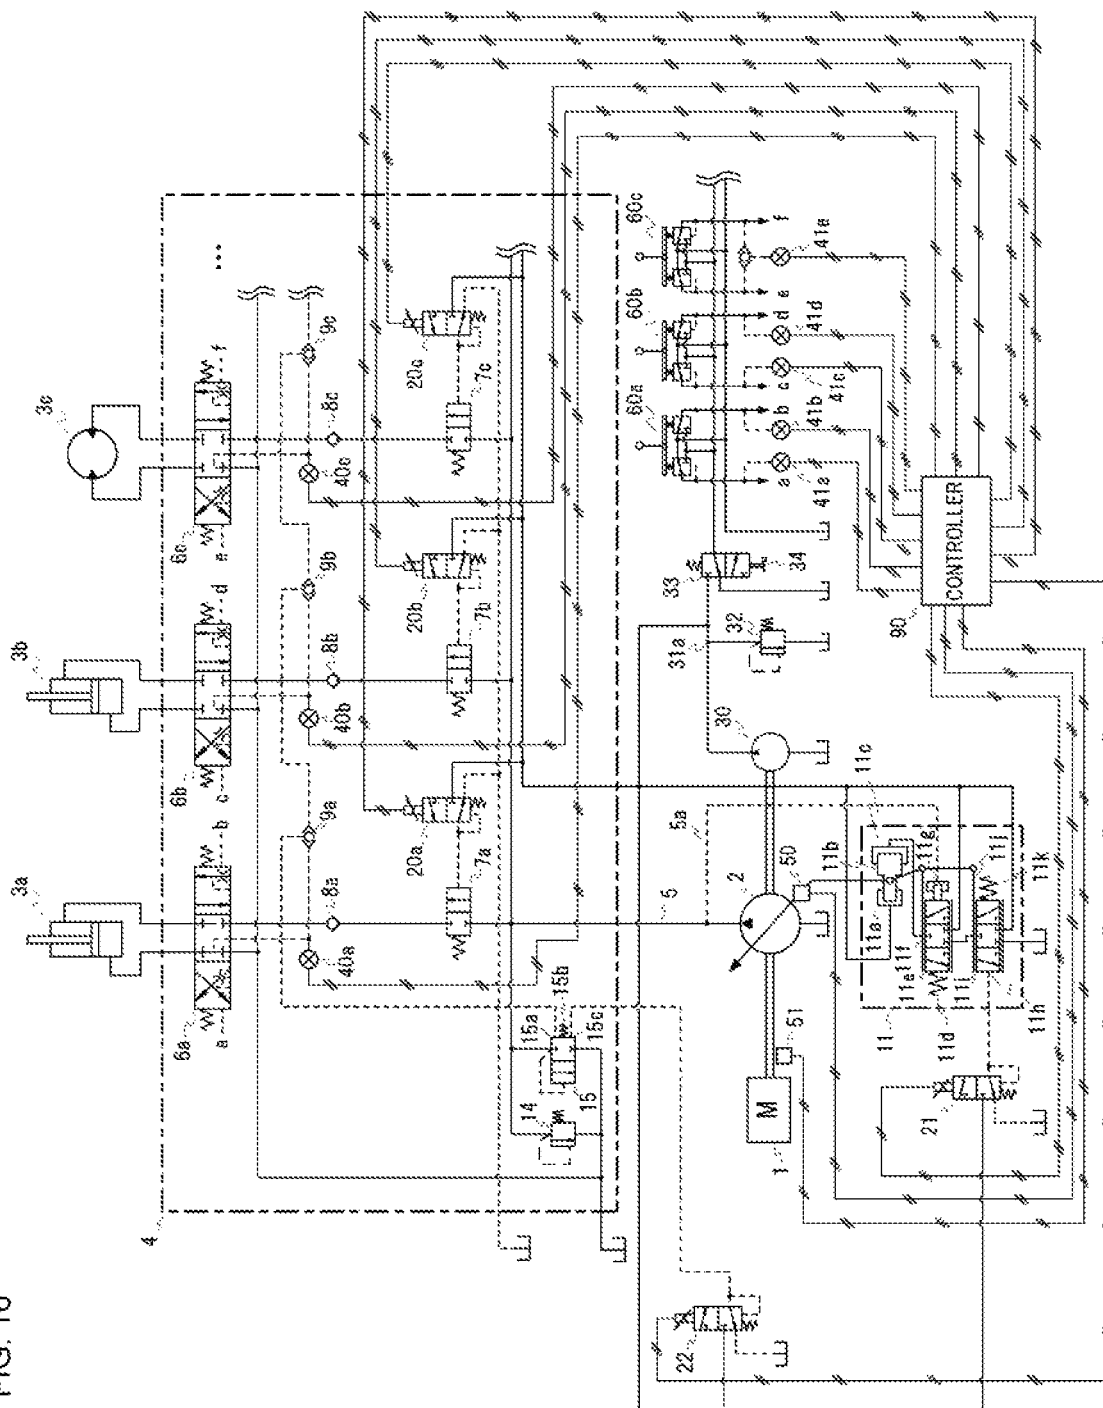 FIG. 10
3a
3b
3c
6a
6b
6c
a
b
c
d
e
f
...
9a
9b
9c
8a
8b
8c
40a
40b
40c
20a
20b
20c
7a
7b
7c
4
14
15
15a
15b
15c
5
5a
2
1
M
50
51
30
31a
32
33
34
60a
60b
60c
a
b
c
d
e
f
41a
41b
41c
41d
41e
90
CONTROLLER
11
11a
11b
11c
11d
11e
11f
11g
11h
11i
11j
11k
21
22